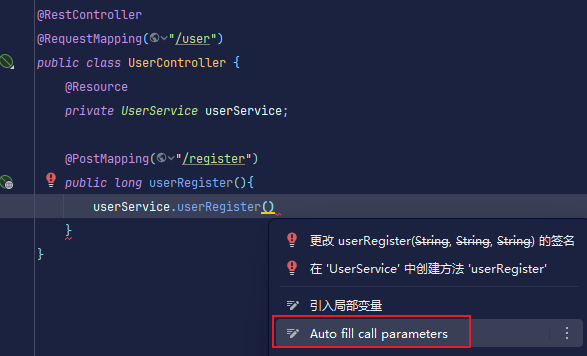 @RestController
@RequestMapping("/user")
public class UserController {
@Resource
private UserService userService;
@PostMapping("/register")
public long userRegister(){
userService.userRegister()
}
}
更改 userRegister(String, String, String) 的签名
在 'UserService' 中创建方法 'userRegister'
引入局部变量
Auto fill call parameters